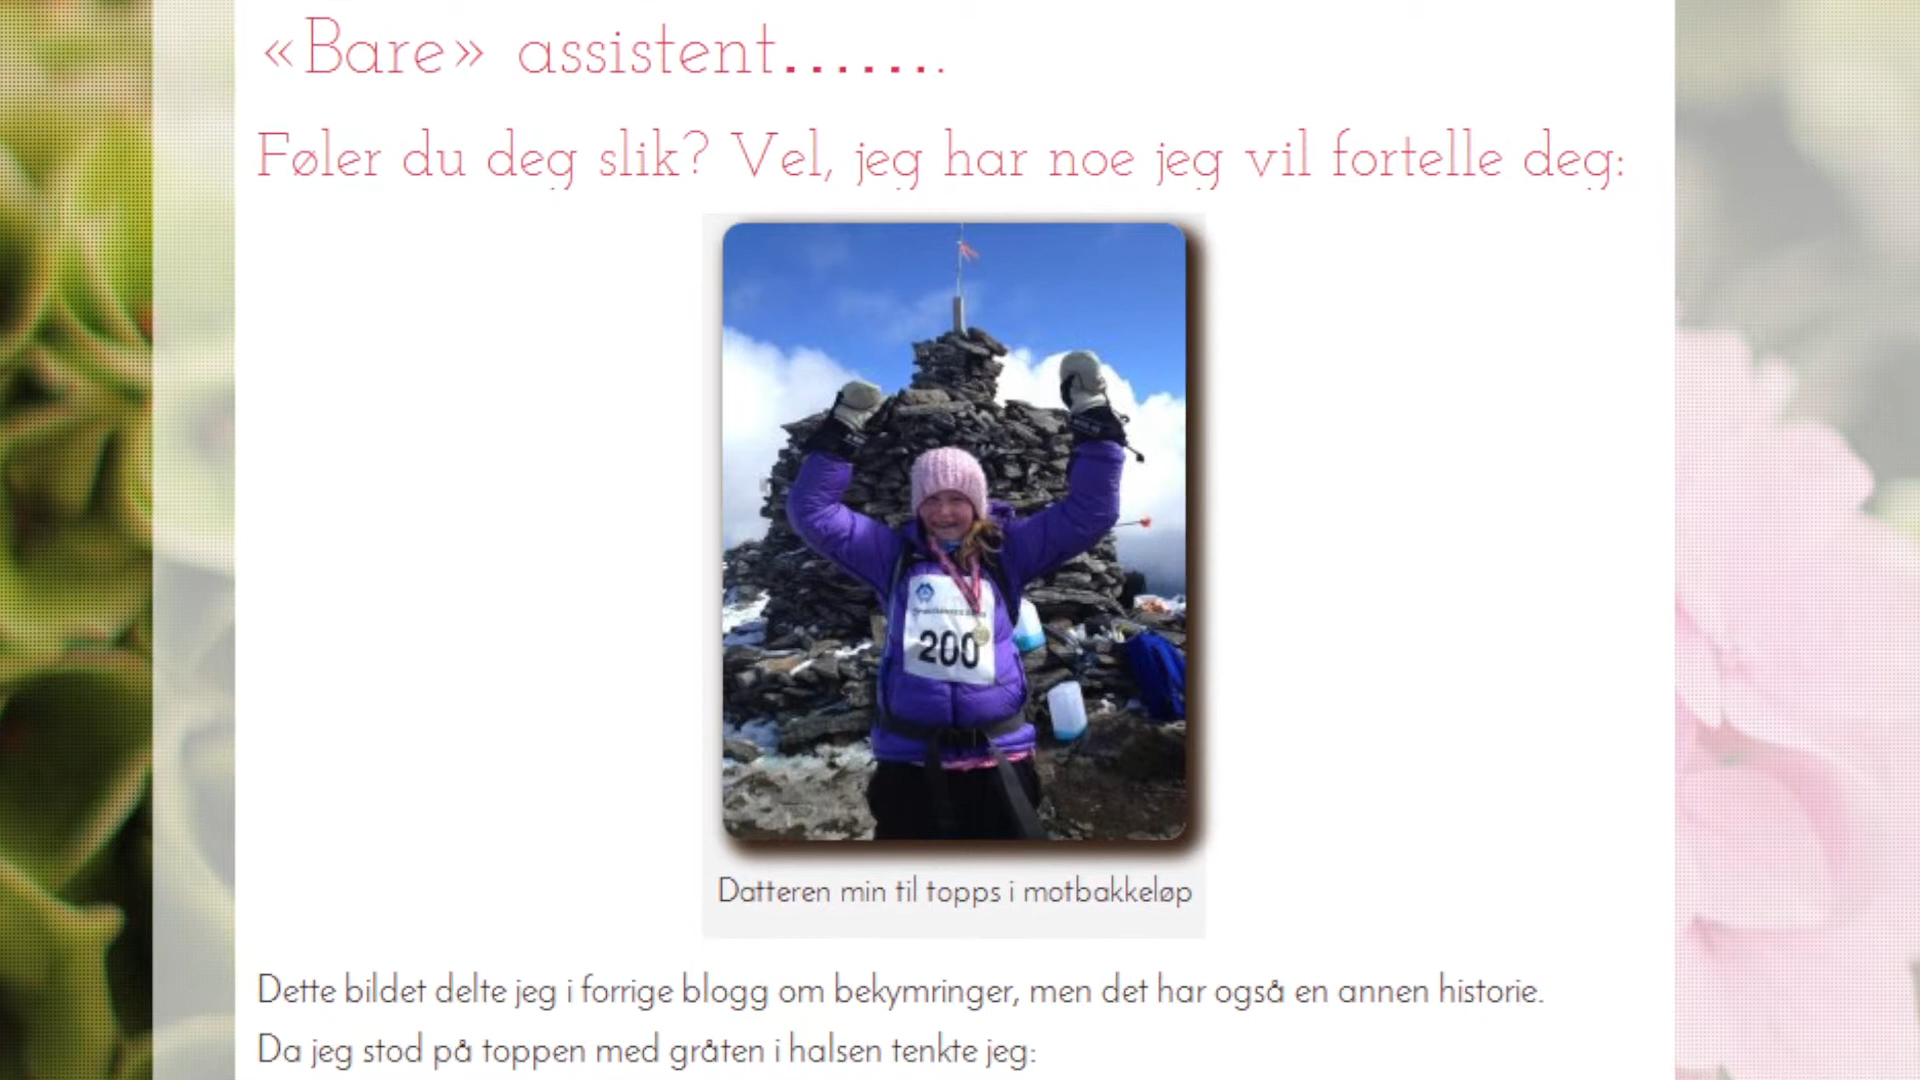 «Bare» assistent…….
Føler du deg slik? Vel, jeg har noe jeg vil fortelle deg:
200
Datteren min til topps i motbakkeløp
Dette bildet delte jeg i forrige blogg om bekymringer, men det har også en annen historie.
Da jeg stod på toppen med gråten i halsen tenkte jeg: